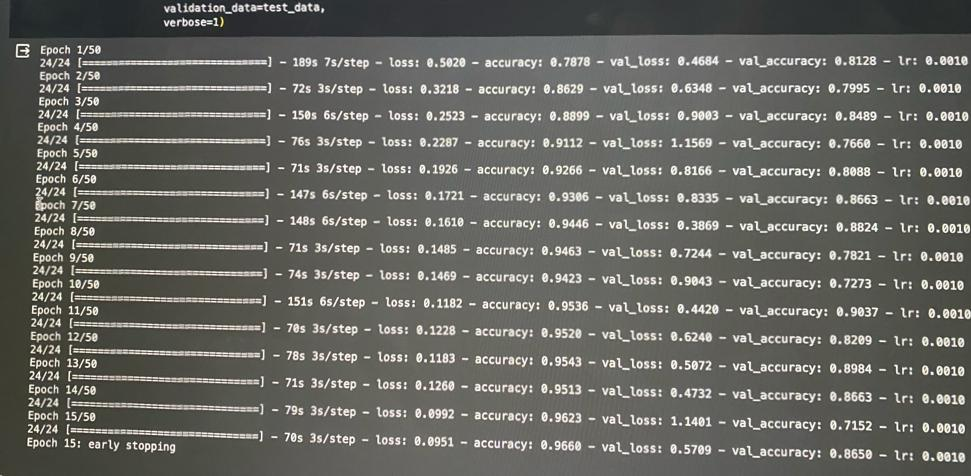 validation_data=test_data,
verbose=1)
Epoch 1/50
24/24 [==============================] - 189s 7s/step - loss: 0.5020 - accuracy: 0.7878 - val_loss: 0.4684 - val_accuracy: 0.8128 - lr: 0.0010
Epoch 2/50
24/24 [==============================] - 72s 3s/step - loss: 0.3218 - accuracy: 0.8629 - val_loss: 0.6348 - val_accuracy: 0.7995 - lr: 0.0010
Epoch 3/50
24/24 [==============================] - 150s 6s/step - loss: 0.2523 - accuracy: 0.8899 - val_loss: 0.9003 - val_accuracy: 0.8489 - lr: 0.0010
Epoch 4/50
24/24 [==============================] - 76s 3s/step - loss: 0.2287 - accuracy: 0.9112 - val_loss: 1.1569 - val_accuracy: 0.7660 - lr: 0.0010
Epoch 5/50
24/24 [==============================] - 71s 3s/step - loss: 0.1926 - accuracy: 0.9266 - val_loss: 0.8166 - val_accuracy: 0.8088 - lr: 0.0010
Epoch 6/50
24/24 [==============================] - 147s 6s/step - loss: 0.1721 - accuracy: 0.9306 - val_loss: 0.8335 - val_accuracy: 0.8663 - lr: 0.0010
Epoch 7/50
24/24 [==============================] - 148s 6s/step - loss: 0.1610 - accuracy: 0.9446 - val_loss: 0.3869 - val_accuracy: 0.8824 - lr: 0.0010
Epoch 8/50
24/24 [==============================] - 71s 3s/step - loss: 0.1485 - accuracy: 0.9463 - val_loss: 0.7244 - val_accuracy: 0.7821 - lr: 0.0010
Epoch 9/50
24/24 [==============================] - 74s 3s/step - loss: 0.1469 - accuracy: 0.9423 - val_loss: 0.9043 - val_accuracy: 0.7273 - lr: 0.0010
Epoch 10/50
24/24 [==============================] - 151s 6s/step - loss: 0.1182 - accuracy: 0.9536 - val_loss: 0.4420 - val_accuracy: 0.9037 - lr: 0.0010
Epoch 11/50
24/24 [==============================] - 70s 3s/step - loss: 0.1228 - accuracy: 0.9520 - val_loss: 0.6240 - val_accuracy: 0.8209 - lr: 0.0010
Epoch 12/50
24/24 [==============================] - 78s 3s/step - loss: 0.1183 - accuracy: 0.9543 - val_loss: 0.5072 - val_accuracy: 0.8984 - lr: 0.0010
Epoch 13/50
24/24 [==============================] - 71s 3s/step - loss: 0.1260 - accuracy: 0.9513 - val_loss: 0.4732 - val_accuracy: 0.8663 - lr: 0.0010
Epoch 14/50
24/24 [==============================] - 79s 3s/step - loss: 0.0992 - accuracy: 0.9623 - val_loss: 1.1401 - val_accuracy: 0.7152 - lr: 0.0010
Epoch 15/50
24/24 [==============================] - 70s 3s/step - loss: 0.0951 - accuracy: 0.9660 - val_loss: 0.5709 - val_accuracy: 0.8650 - lr: 0.0010
Epoch 15: early stopping